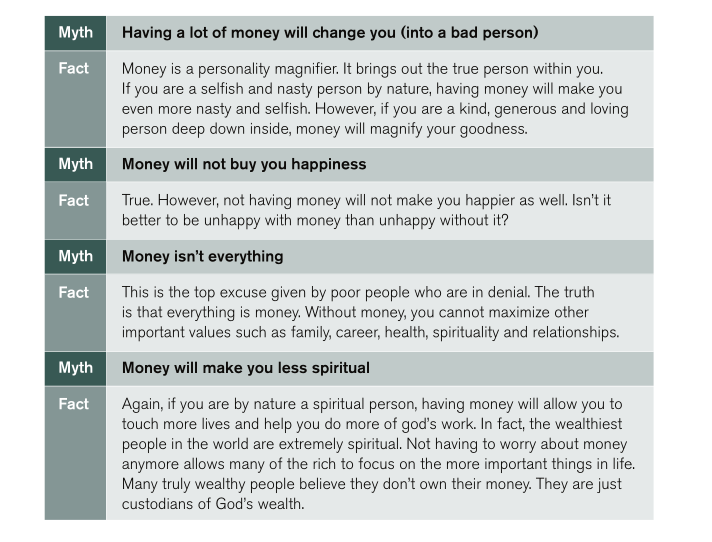 Myth Having a lot of money will change you (into a bad person)
Fact Money is a personality magnifier. It brings out the true person within you.
If you are a selfish and nasty person by nature, having money will make you
even more nasty and selfish. However, if you are a kind, generous and loving
person deep down inside, money will magnify your goodness.
Myth Money will not buy you happiness
Fact True. However, not having money will not make you happier as well. Isn’t it
better to be unhappy with money than unhappy without it?
Myth Money isn’t everything
Fact This is the top excuse given by poor people who are in denial. The truth
is that everything is money. Without money, you cannot maximize other
important values such as family, career, health, spirituality and relationships.
Myth Money will make you less spiritual
Fact Again, if you are by nature a spiritual person, having money will allow you to
touch more lives and help you do more of god’s work. In fact, the wealthiest
people in the world are extremely spiritual. Not having to worry about money
anymore allows many of the rich to focus on the more important things in life.
Many truly wealthy people believe they don’t own their money. They are just
custodians of God’s wealth.